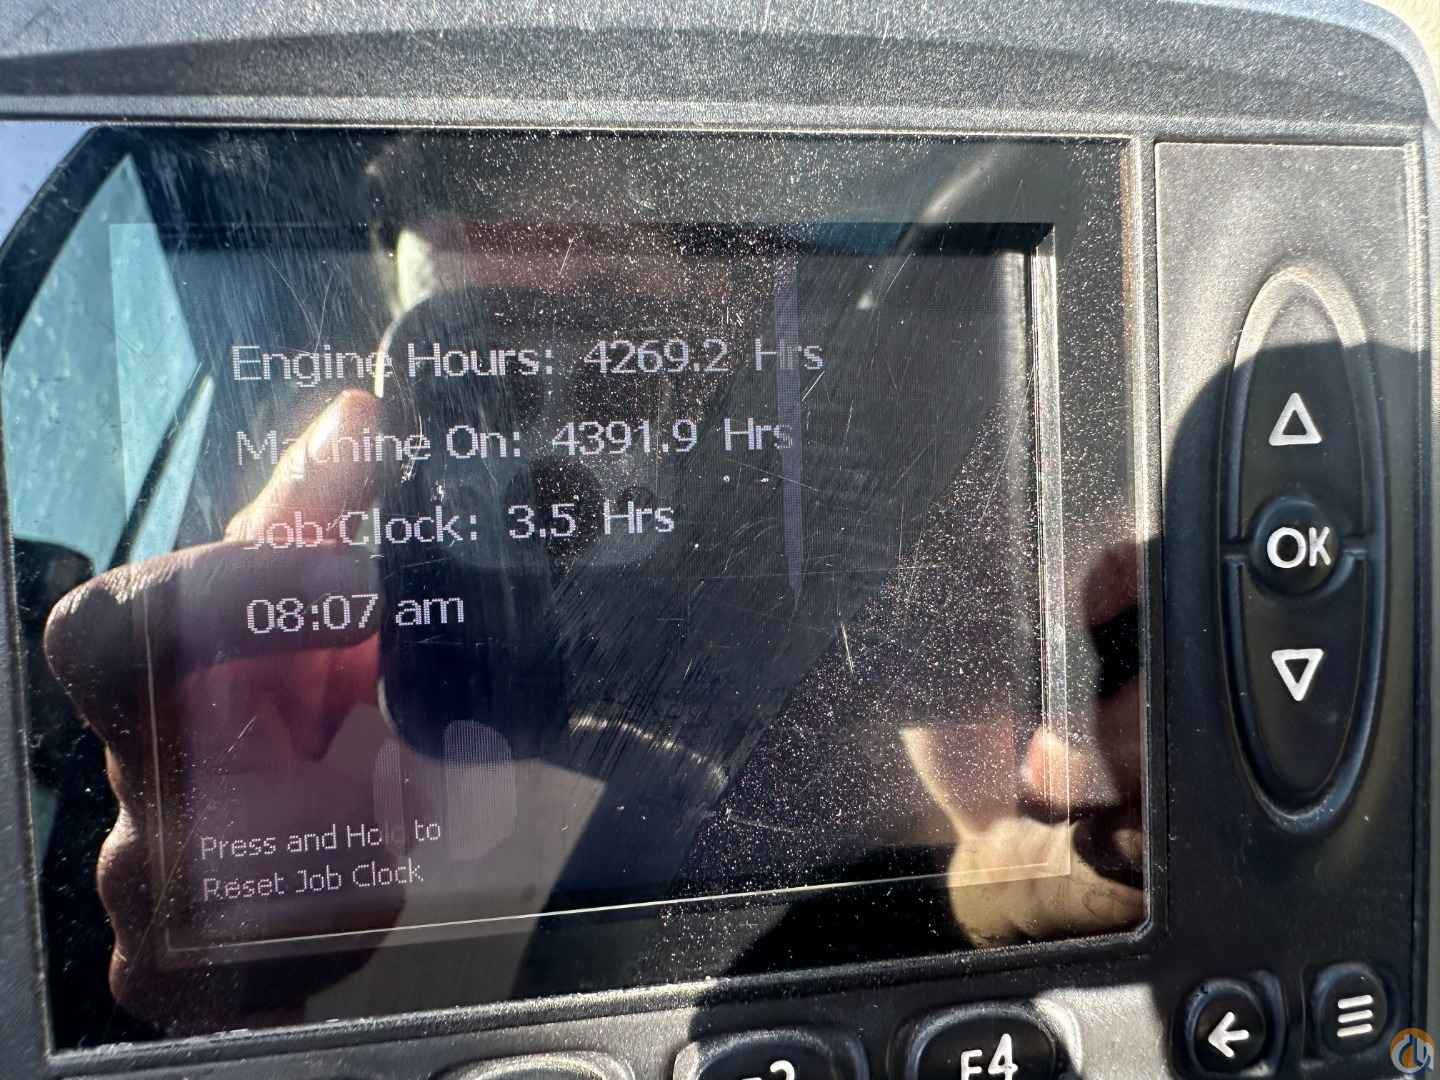 Engine Hours: 4269.2 Hrs
Machine On: 4391.9 Hrs
Job Clock: 3.5 Hrs
08:07 am
Press and Hold to
Reset Job Clock
OK
F4